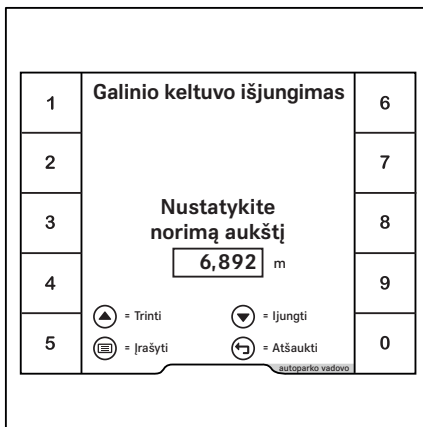 Galinio keltuvo išjungimas
1
2
3
4
5
6
7
8
9
0
Nustatykite
norimą aukštį
6,892 m
= Trinti
= Įjungti
= Įrašyti
= Atšaukti
autoparko vadovo